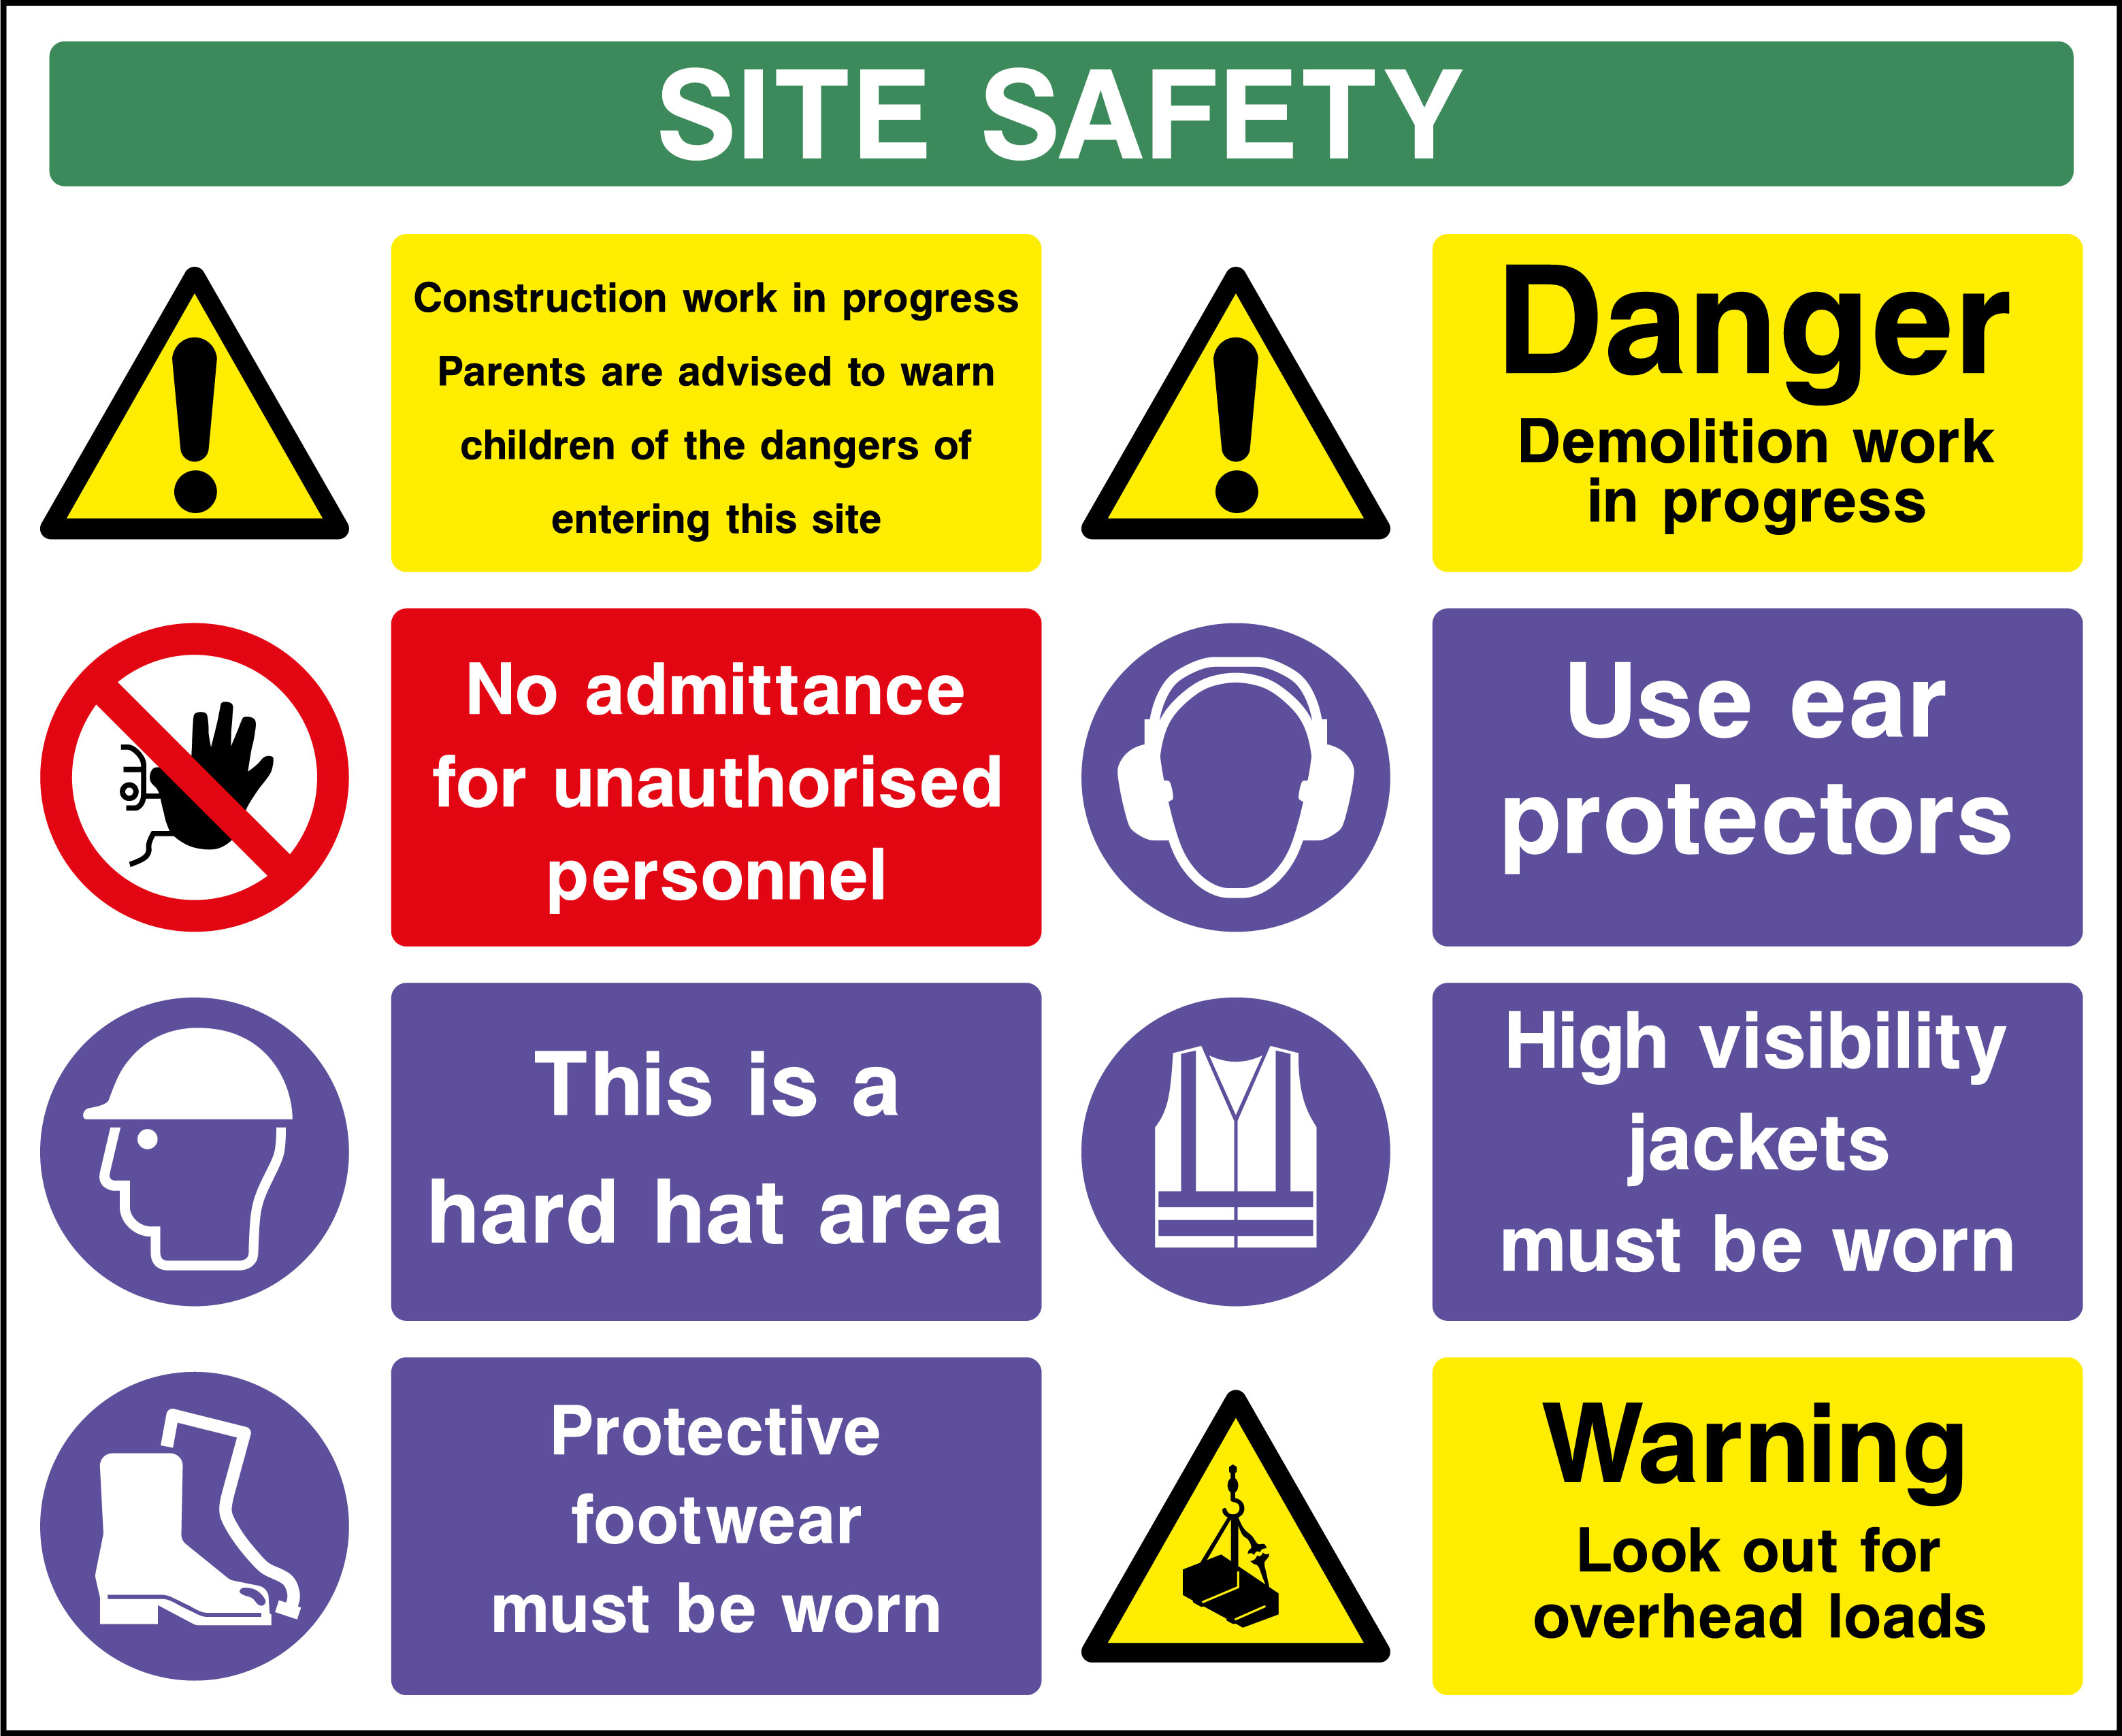 SITE SAFETY
Construction work in progress
Parents are advised to warn
children of the dangers of
entering this site
Danger
Demolition work
in progress
No admittance
for unauthorised
personnel
Use ear
protectors
This is a
hard hat area
High visibility
jackets
must be worn
Protective
footwear
must be worn
Warning
Look out for
overhead loads